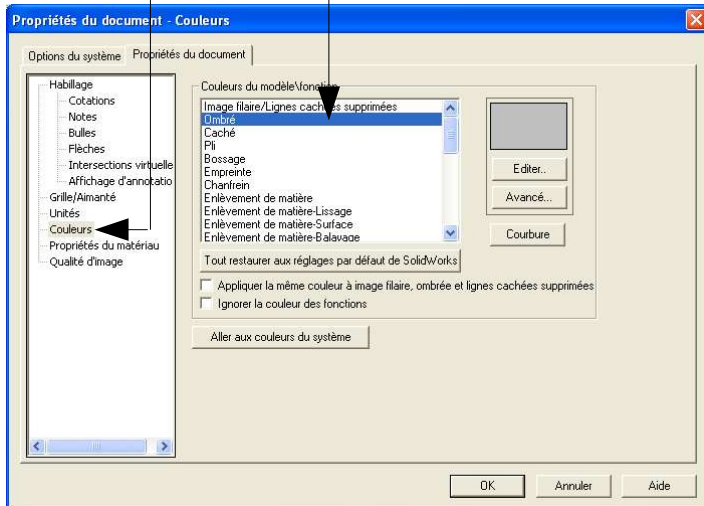 Propriétés du document - Couleurs
Options du système
Propriétés du document
Habillage
Cotations
Notes
Bulles
Flèches
Intersections virtuelle
Affichage d'annotatio
Grille/Aimanté
Unités
Couleurs
Propriétés du matériau
Qualité d'image
Couleurs du modèle\fonction
Image filaire/Lignes cachées supprimées
Ombré
Caché
Pli
Bossage
Empreinte
Chanfrein
Enlèvement de matière
Enlèvement de matière-Lissage
Enlèvement de matière-Surface
Enlèvement de matière-Balayage
Editer..
Avancé...
Courbure
Tout restaurer aux réglages par défaut de SolidWorks
Appliquer la même couleur à image filaire, ombrée et lignes cachées supprimées
Ignorer la couleur des fonctions
Aller aux couleurs du système
OK
Annuler
Aide